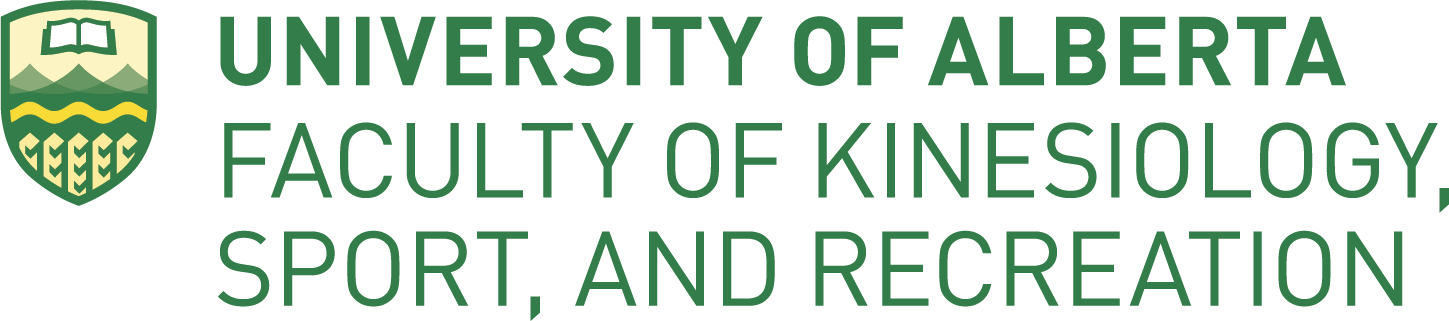 UNIVERSITY OF ALBERTA
FACULTY OF KINESIOLOGY,
SPORT, AND RECREATION